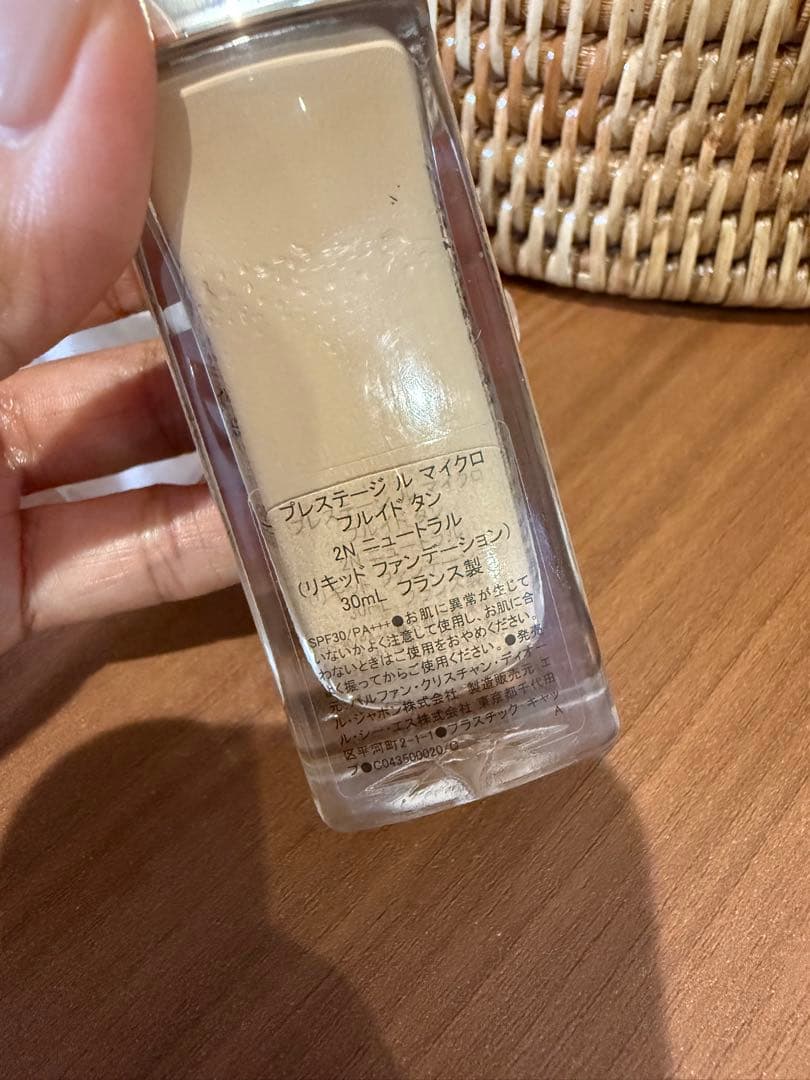 プレステージ ル マイクロ
フルイド タン
2N ニュートラル
(リキッド ファンデーション)
30mL フランス製
SPF30/PA+++●お肌に異常が生じて
いないかよく注意して使用し、お肌に合
わないときはご使用をおやめください。
よく振ってからご使用ください。●発売
元:パルファン・クリスチャン・ディオー
ル・ジャポン株式会社 製造販売元:エ
ル・シー・エス株式会社 東京都千代田
区平河町2-1-1●プラスチック キャッ
プ●C043500020/C
A